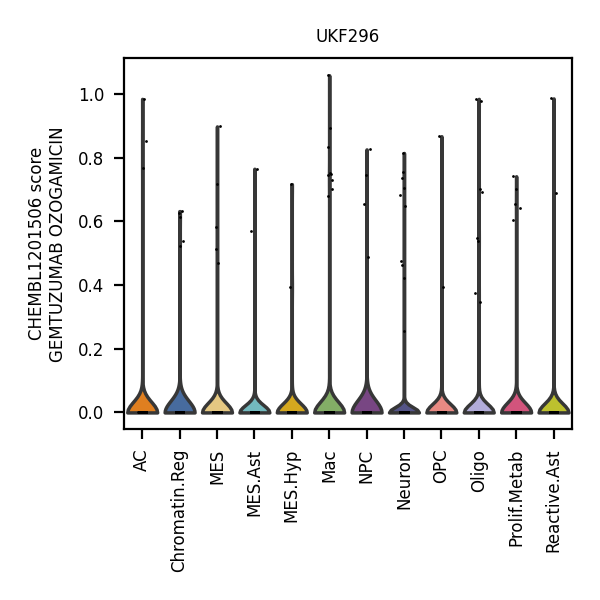 UKF296
CHEMBL1201506 score
GEMTUZUMAB OZOGAMICIN
1.0
0.8
0.6
0.4
0.2
0.0
AC
Chromatin.Reg
MES
MES.Ast
MES.Hyp
Mac
NPC
Neuron
OPC
Oligo
Prolif.Metab
Reactive.Ast